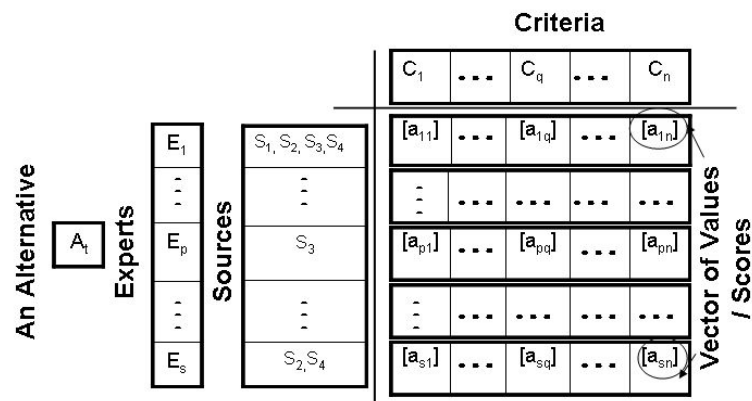 Criteria
C1 ... Cq ... Cn
An Alternative
At
Experts
E1
Ep
Es
Sources
S1, S2, S3, S4
S3
S2, S4
[a11] ... [a1q] ... [a1n]
... ... ... ...
[ap1] ... [apq] ... [apn]
... ... ... ...
[as1] ... [asq] ... [asn]
Vector of Values
/ Scores